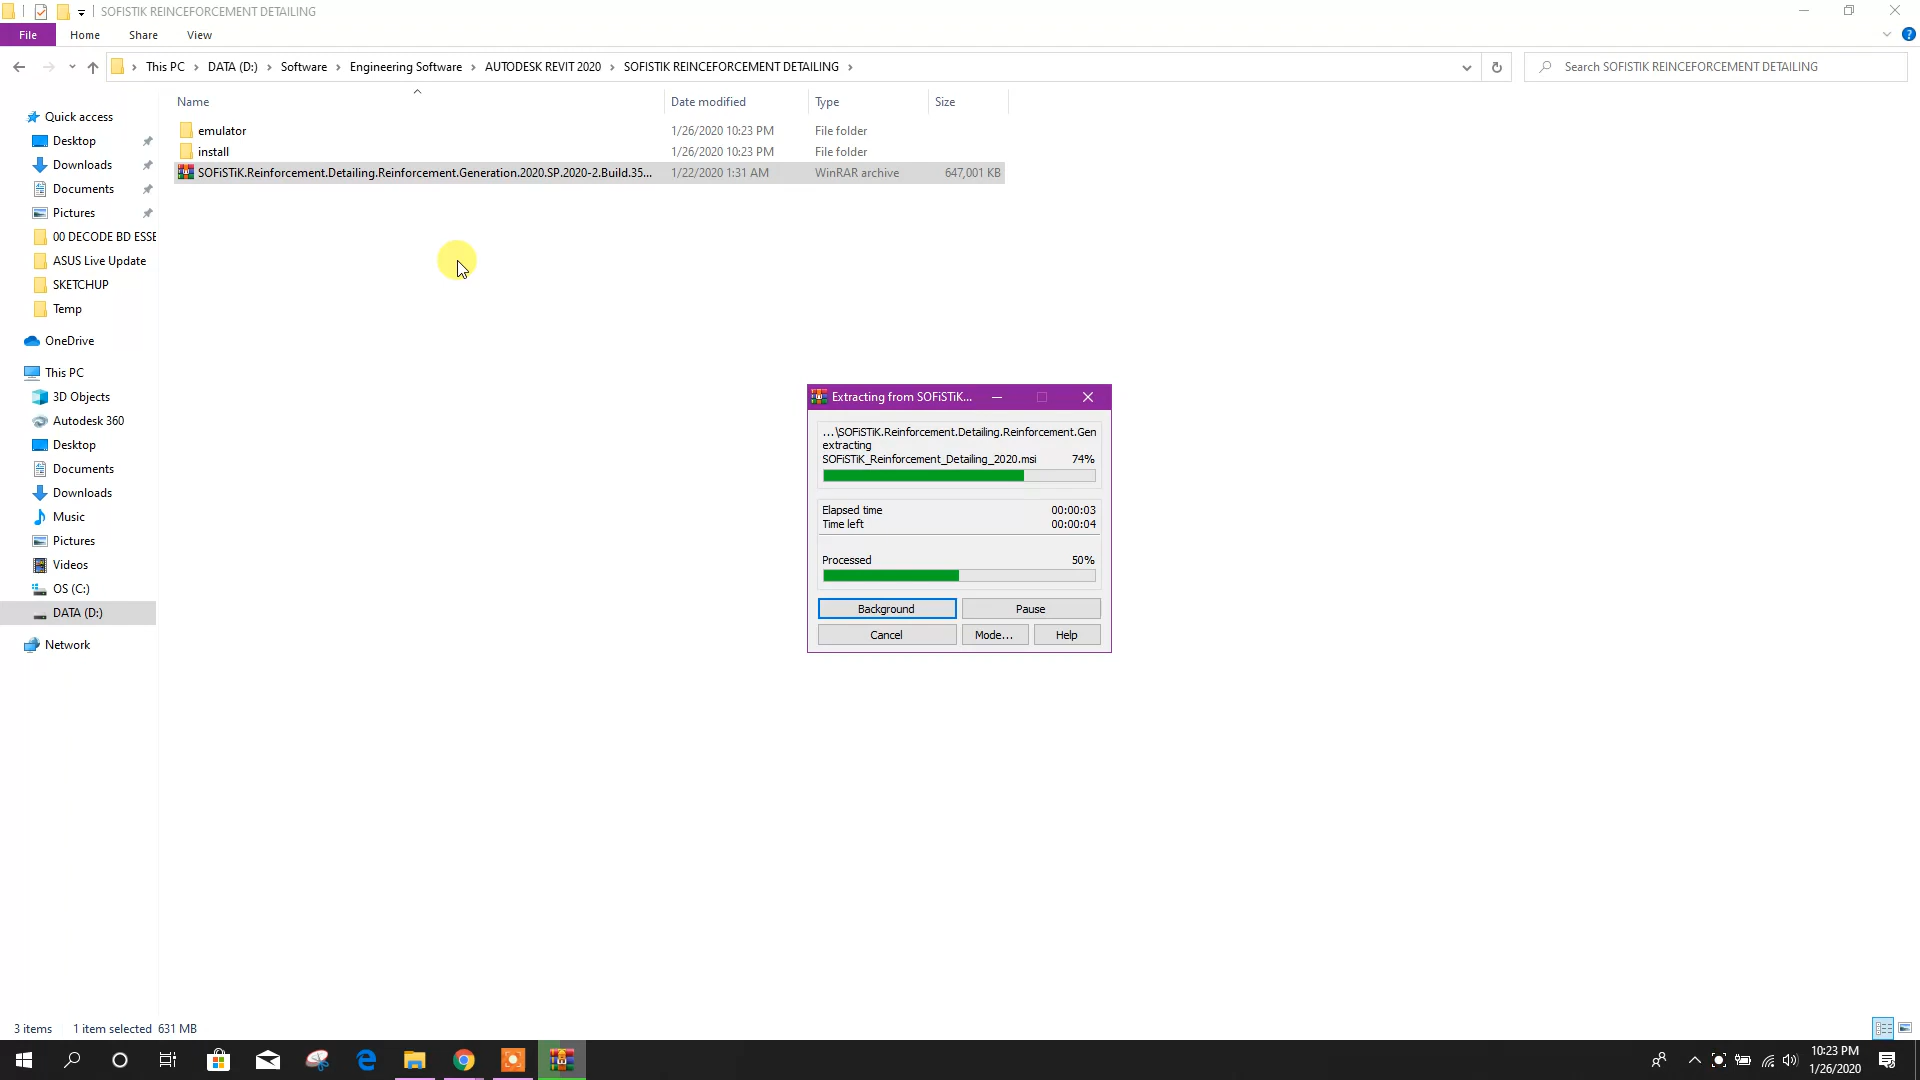 SOFISTIK REINCEFORCEMENT DETAILING
File Home Share View
This PC DATA (D:) Software Engineering Software AUTODESK REVIT 2020 SOFISTIK REINCEFORCEMENT DETAILING
Search SOFISTIK REINCEFORCEMENT DETAILING
Name Date modified Type Size
emulator 1/26/2020 10:23 PM File folder
install 1/26/2020 10:23 PM File folder
SOFiSTiK.Reinforcement.Detailing.Reinforcement.Generation.2020.SP.2020-2.Build.35... 1/22/2020 1:31 AM WinRAR archive 647,001 KB
Quick access
Desktop
Downloads
Documents
Pictures
00 DECODE BD ESSE
ASUS Live Update
SKETCHUP
Temp
OneDrive
This PC
3D Objects
Autodesk 360
Desktop
Documents
Downloads
Music
Pictures
Videos
OS (C:)
DATA (D:)
Network
Extracting from SOFiSTiK...
...\SOFiSTiK.Reinforcement.Detailing.Reinforcement.Gen
extracting
SOFiSTiK_Reinforcement_Detailing_2020.msi 74%
Elapsed time 00:00:03
Time left 00:00:04
Processed 50%
Background Pause
Cancel Mode... Help
3 items 1 item selected 631 MB
10:23 PM
1/26/2020